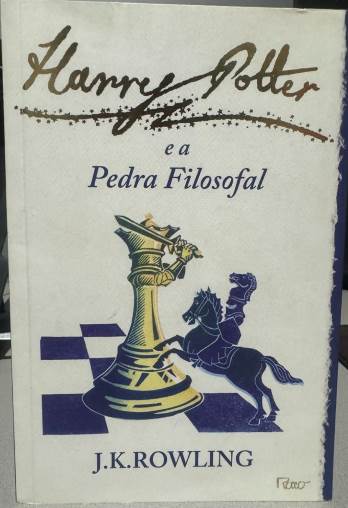 Harry Potter
e a
Pedra Filosofal
J.K.ROWLING
Rocco